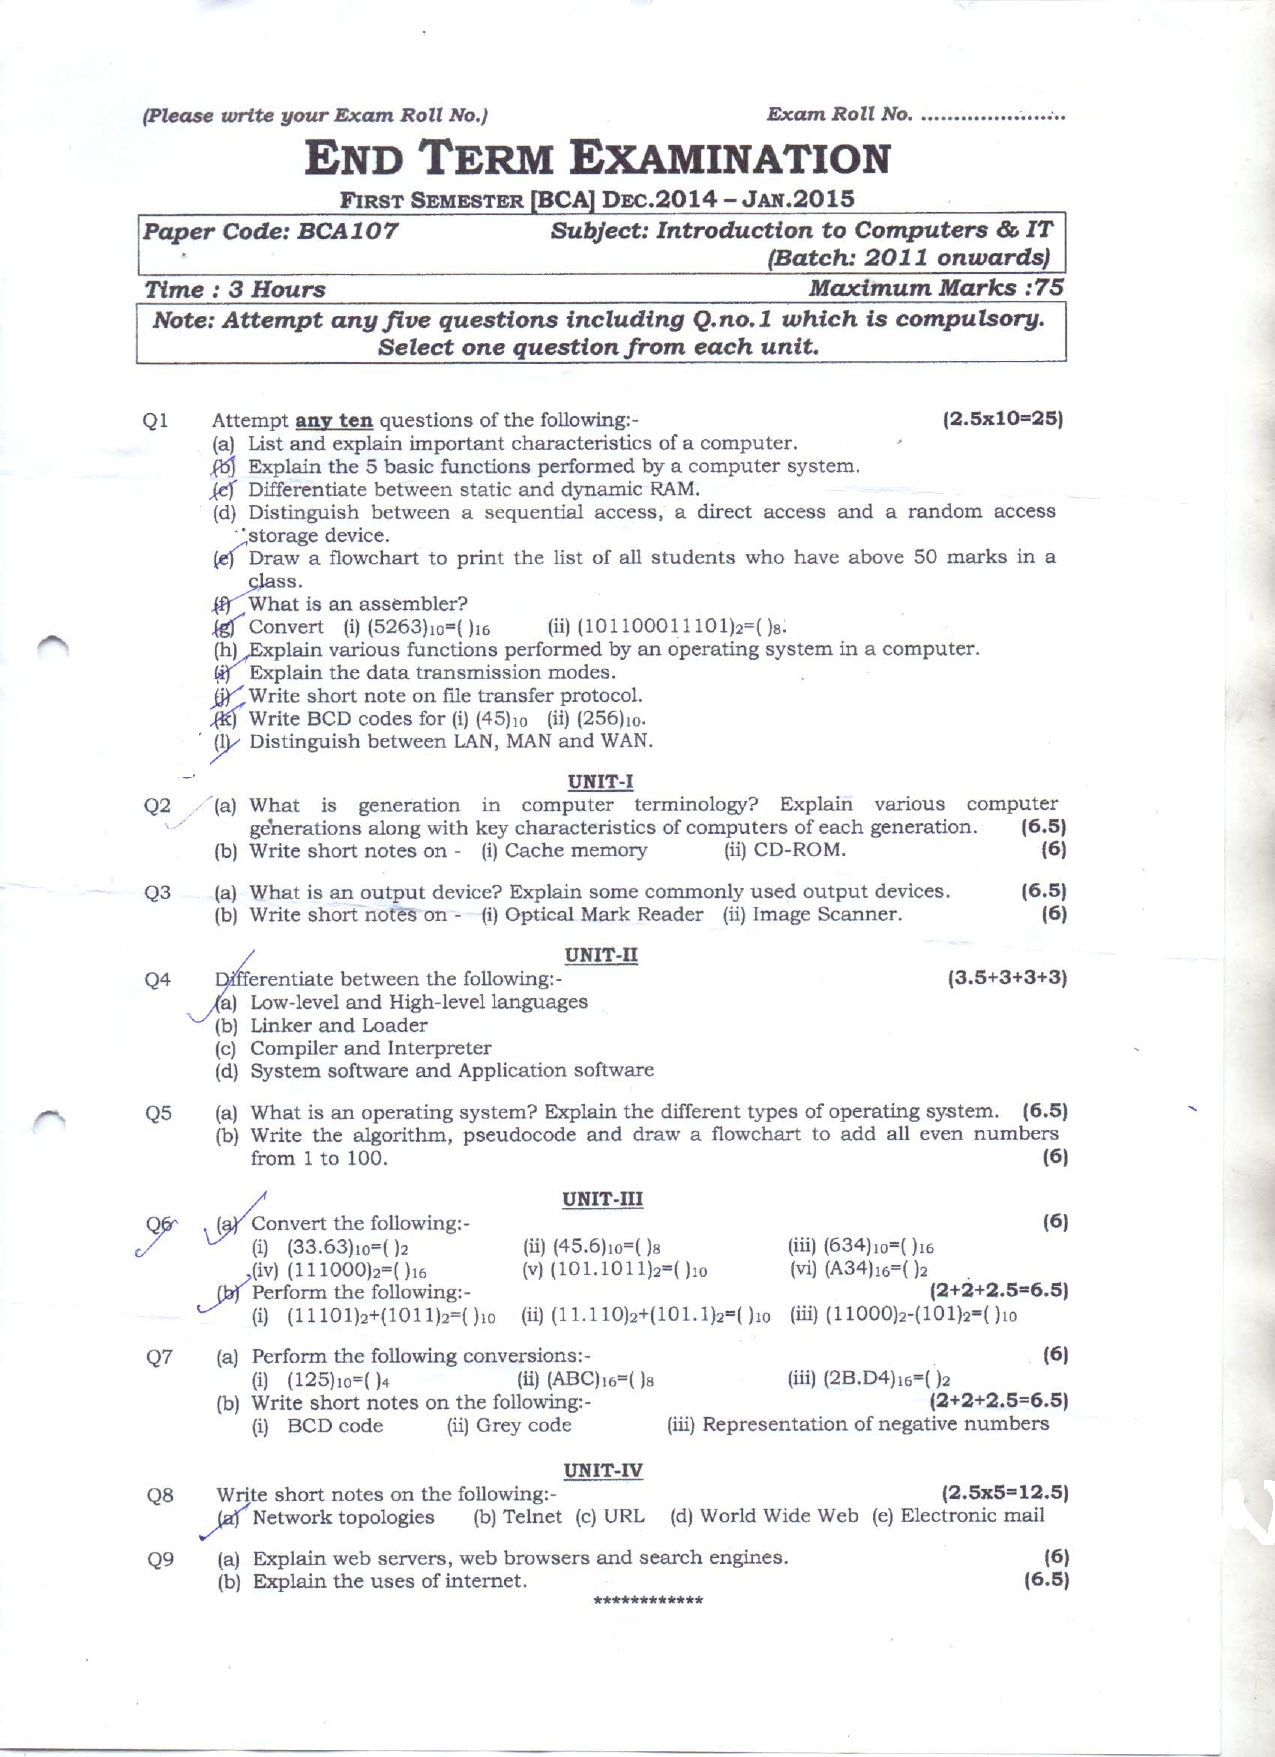 (Please write your Exam Roll No.) Exam Roll No. ......................
END TERM EXAMINATION
FIRST SEMESTER [BCA] DEC.2014 – JAN.2015
Paper Code: BCA107 Subject: Introduction to Computers & IT
(Batch: 2011 onwards)
Time : 3 Hours Maximum Marks :75
Note: Attempt any five questions including Q.no.1 which is compulsory.
Select one question from each unit.
Q1 Attempt any ten questions of the following:- (2.5x10=25)
(a) List and explain important characteristics of a computer.
(b) Explain the 5 basic functions performed by a computer system.
(c) Differentiate between static and dynamic RAM.
(d) Distinguish between a sequential access, a direct access and a random access
storage device.
(e) Draw a flowchart to print the list of all students who have above 50 marks in a
class.
(f) What is an assembler?
(g) Convert (i) (5263)₁₀=( )₁₆ (ii) (101100011101)₂=( )₈.
(h) Explain various functions performed by an operating system in a computer.
(i) Explain the data transmission modes.
(j) Write short note on file transfer protocol.
(k) Write BCD codes for (i) (45)₁₀ (ii) (256)₁₀.
(l) Distinguish between LAN, MAN and WAN.
UNIT-I
Q2 (a) What is generation in computer terminology? Explain various computer
generations along with key characteristics of computers of each generation. (6.5)
(b) Write short notes on - (i) Cache memory (ii) CD-ROM. (6)
Q3 (a) What is an output device? Explain some commonly used output devices. (6.5)
(b) Write short notes on - (i) Optical Mark Reader (ii) Image Scanner. (6)
UNIT-II
Q4 Differentiate between the following:- (3.5+3+3+3)
(a) Low-level and High-level languages
(b) Linker and Loader
(c) Compiler and Interpreter
(d) System software and Application software
Q5 (a) What is an operating system? Explain the different types of operating system. (6.5)
(b) Write the algorithm, pseudocode and draw a flowchart to add all even numbers
from 1 to 100. (6)
UNIT-III
Q6 (a) Convert the following:- (6)
(i) (33.63)₁₀=( )₂ (ii) (45.6)₁₀=( )₈ (iii) (634)₁₀=( )₁₆
(iv) (111000)₂=( )₁₆ (v) (101.1011)₂=( )₁₀ (vi) (A34)₁₆=( )₂
(b) Perform the following:- (2+2+2.5=6.5)
(i) (11101)₂+(1011)₂=( )₁₀ (ii) (11.110)₂+(101.1)₂=( )₁₀ (iii) (11000)₂-(101)₂=( )₁₀
Q7 (a) Perform the following conversions:- (6)
(i) (125)₁₀=( )₄ (ii) (ABC)₁₆=( )₈ (iii) (2B.D4)₁₆=( )₂
(b) Write short notes on the following:- (2+2+2.5=6.5)
(i) BCD code (ii) Grey code (iii) Representation of negative numbers
UNIT-IV
Q8 Write short notes on the following:- (2.5x5=12.5)
(a) Network topologies (b) Telnet (c) URL (d) World Wide Web (e) Electronic mail
Q9 (a) Explain web servers, web browsers and search engines. (6)
(b) Explain the uses of internet. (6.5)
************